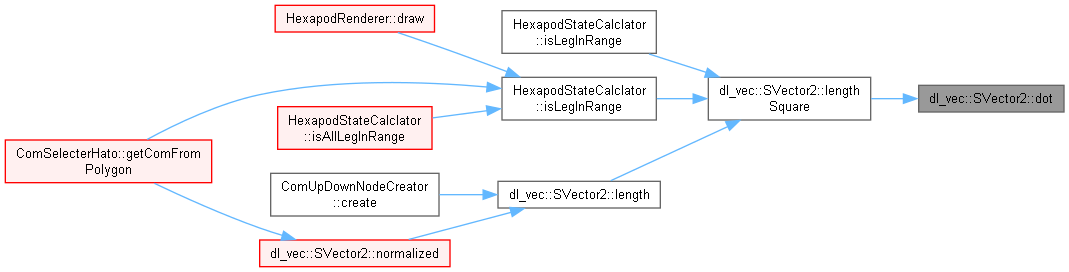 HexapodRenderer::draw
HexapodStateCalclator
::isLegInRange
HexapodStateCalclator
::isLegInRange
dl_vec::SVector2::length
Square
dl_vec::SVector2::dot
HexapodStateCalclator
::isAllLegInRange
ComSelecterHato::getComFrom
Polygon
ComUpDownNodeCreator
::create
dl_vec::SVector2::length
dl_vec::SVector2::normalized